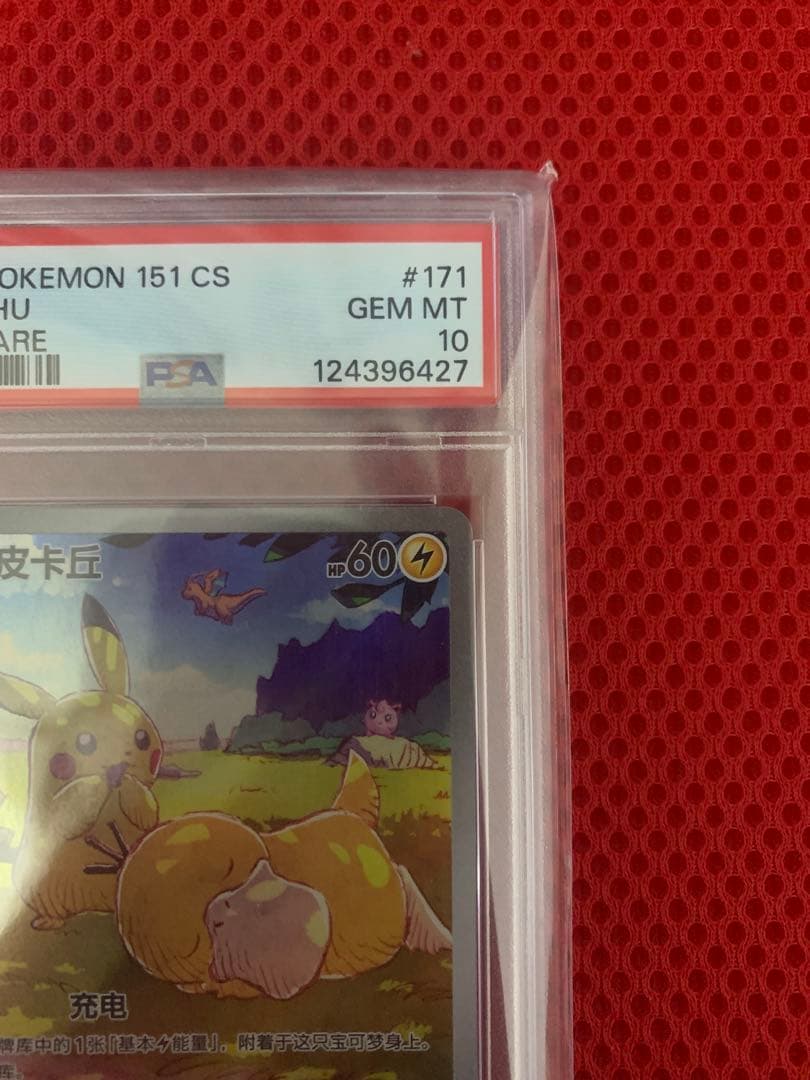 OKEMON 151 CS #171
HU GEM MT
ARE 10
PSA 124396427
皮卡丘 HP60
充电
牌库中的1张「基本能量」，附着于这只宝可梦身上。
库。